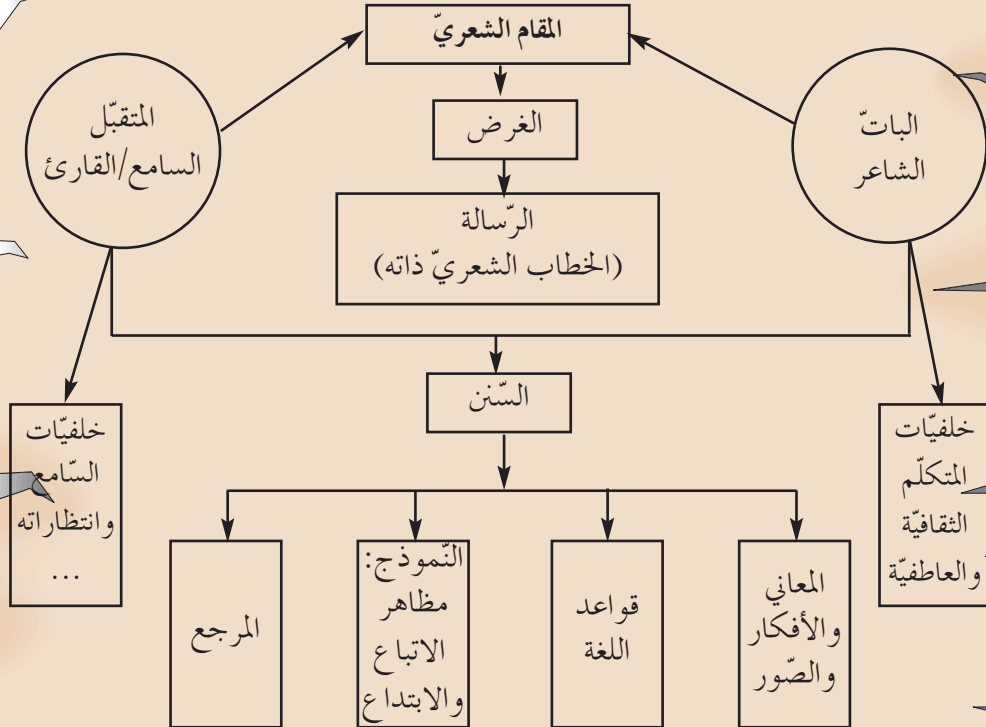 المقام الشعريّ
الباثّ
الشاعر
المتقبّل
السامع/القارئ
الغرض
الرّسالة
(الخطاب الشعريّ ذاته)
السّنن
خلفيّات
المتكلّم
الثقافيّة
والعاطفيّة
خلفيّات
السّامع
وانتظاراته
...
المعاني
والأفكار
والصّور
قواعد
اللغة
النّموذج:
مظاهر
الاتباع
والابتداع
المرجع